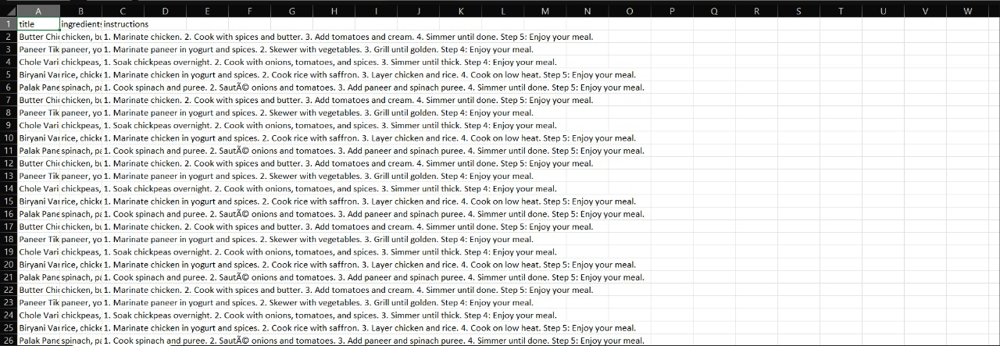 A B C D E F G H I J K L M N O P Q R S T U V W
1 title ingredients instructions
2 Butter Chi chicken, bu 1. Marinate chicken. 2. Cook with spices and butter. 3. Add tomatoes and cream. 4. Simmer until done. Step 5: Enjoy your meal.
3 Paneer Tik paneer, yo 1. Marinate paneer in yogurt and spices. 2. Skewer with vegetables. 3. Grill until golden. Step 4: Enjoy your meal.
4 Chole Vari chickpeas, 1. Soak chickpeas overnight. 2. Cook with onions, tomatoes, and spices. 3. Simmer until thick. Step 4: Enjoy your meal.
5 Biryani Var rice, chicke 1. Marinate chicken in yogurt and spices. 2. Cook rice with saffron. 3. Layer chicken and rice. 4. Cook on low heat. Step 5: Enjoy your meal.
6 Palak Pane spinach, pa 1. Cook spinach and puree. 2. Sauté onions and tomatoes. 3. Add paneer and spinach puree. 4. Simmer until done. Step 5: Enjoy your meal.
7 Butter Chi chicken, bu 1. Marinate chicken. 2. Cook with spices and butter. 3. Add tomatoes and cream. 4. Simmer until done. Step 5: Enjoy your meal.
8 Paneer Tik paneer, yo 1. Marinate paneer in yogurt and spices. 2. Skewer with vegetables. 3. Grill until golden. Step 4: Enjoy your meal.
9 Chole Vari chickpeas, 1. Soak chickpeas overnight. 2. Cook with onions, tomatoes, and spices. 3. Simmer until thick. Step 4: Enjoy your meal.
10 Biryani Var rice, chicke 1. Marinate chicken in yogurt and spices. 2. Cook rice with saffron. 3. Layer chicken and rice. 4. Cook on low heat. Step 5: Enjoy your meal.
11 Palak Pane spinach, pa 1. Cook spinach and puree. 2. Sauté onions and tomatoes. 3. Add paneer and spinach puree. 4. Simmer until done. Step 5: Enjoy your meal.
12 Butter Chi chicken, bu 1. Marinate chicken. 2. Cook with spices and butter. 3. Add tomatoes and cream. 4. Simmer until done. Step 5: Enjoy your meal.
13 Paneer Tik paneer, yo 1. Marinate paneer in yogurt and spices. 2. Skewer with vegetables. 3. Grill until golden. Step 4: Enjoy your meal.
14 Chole Vari chickpeas, 1. Soak chickpeas overnight. 2. Cook with onions, tomatoes, and spices. 3. Simmer until thick. Step 4: Enjoy your meal.
15 Biryani Var rice, chicke 1. Marinate chicken in yogurt and spices. 2. Cook rice with saffron. 3. Layer chicken and rice. 4. Cook on low heat. Step 5: Enjoy your meal.
16 Palak Pane spinach, pa 1. Cook spinach and puree. 2. Sauté onions and tomatoes. 3. Add paneer and spinach puree. 4. Simmer until done. Step 5: Enjoy your meal.
17 Butter Chi chicken, bu 1. Marinate chicken. 2. Cook with spices and butter. 3. Add tomatoes and cream. 4. Simmer until done. Step 5: Enjoy your meal.
18 Paneer Tik paneer, yo 1. Marinate paneer in yogurt and spices. 2. Skewer with vegetables. 3. Grill until golden. Step 4: Enjoy your meal.
19 Chole Vari chickpeas, 1. Soak chickpeas overnight. 2. Cook with onions, tomatoes, and spices. 3. Simmer until thick. Step 4: Enjoy your meal.
20 Biryani Var rice, chicke 1. Marinate chicken in yogurt and spices. 2. Cook rice with saffron. 3. Layer chicken and rice. 4. Cook on low heat. Step 5: Enjoy your meal.
21 Palak Pane spinach, pa 1. Cook spinach and puree. 2. Sauté onions and tomatoes. 3. Add paneer and spinach puree. 4. Simmer until done. Step 5: Enjoy your meal.
22 Butter Chi chicken, bu 1. Marinate chicken. 2. Cook with spices and butter. 3. Add tomatoes and cream. 4. Simmer until done. Step 5: Enjoy your meal.
23 Paneer Tik paneer, yo 1. Marinate paneer in yogurt and spices. 2. Skewer with vegetables. 3. Grill until golden. Step 4: Enjoy your meal.
24 Chole Vari chickpeas, 1. Soak chickpeas overnight. 2. Cook with onions, tomatoes, and spices. 3. Simmer until thick. Step 4: Enjoy your meal.
25 Biryani Var rice, chicke 1. Marinate chicken in yogurt and spices. 2. Cook rice with saffron. 3. Layer chicken and rice. 4. Cook on low heat. Step 5: Enjoy your meal.
26 Palak Pane spinach, pa 1. Cook spinach and puree. 2. Sauté onions and tomatoes. 3. Add paneer and spinach puree. 4. Simmer until done. Step 5: Enjoy your meal.